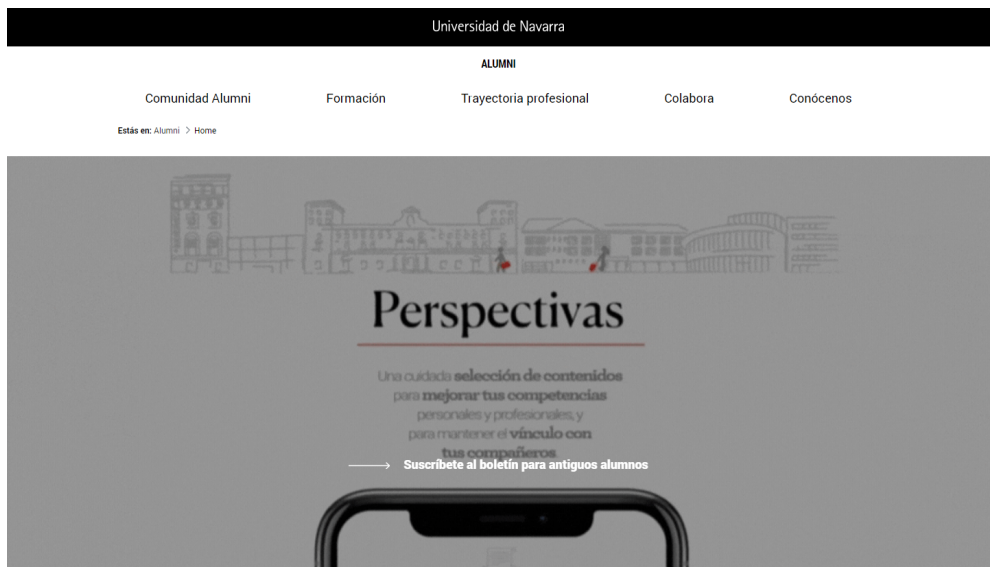 Universidad de Navarra
ALUMNI
Comunidad Alumni Formación Trayectoria profesional Colabora Conócenos
Estás en: Alumni > Home
Perspectivas
Una cuidada selección de contenidos
para mejorar tus competencias
personales y profesionales, y
para mantener el vínculo con
tus compañeros
Suscríbete al boletín para antiguos alumnos